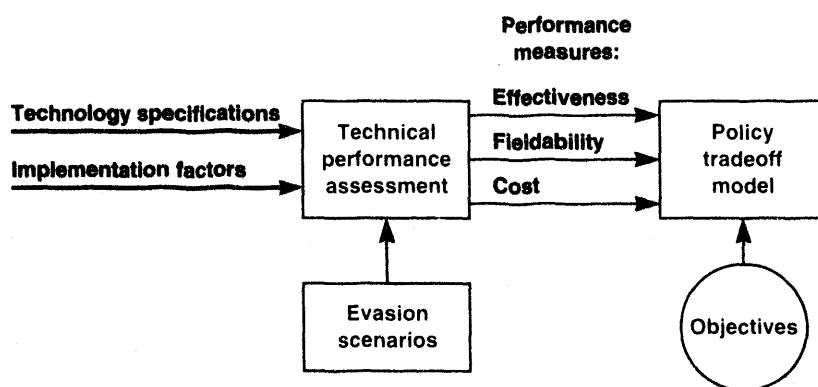 Performance
measures:
Technology specifications
Implementation factors
Technical
performance
assessment
Effectiveness
Fieldability
Cost
Policy
tradeoff
model
Evasion
scenarios
Objectives